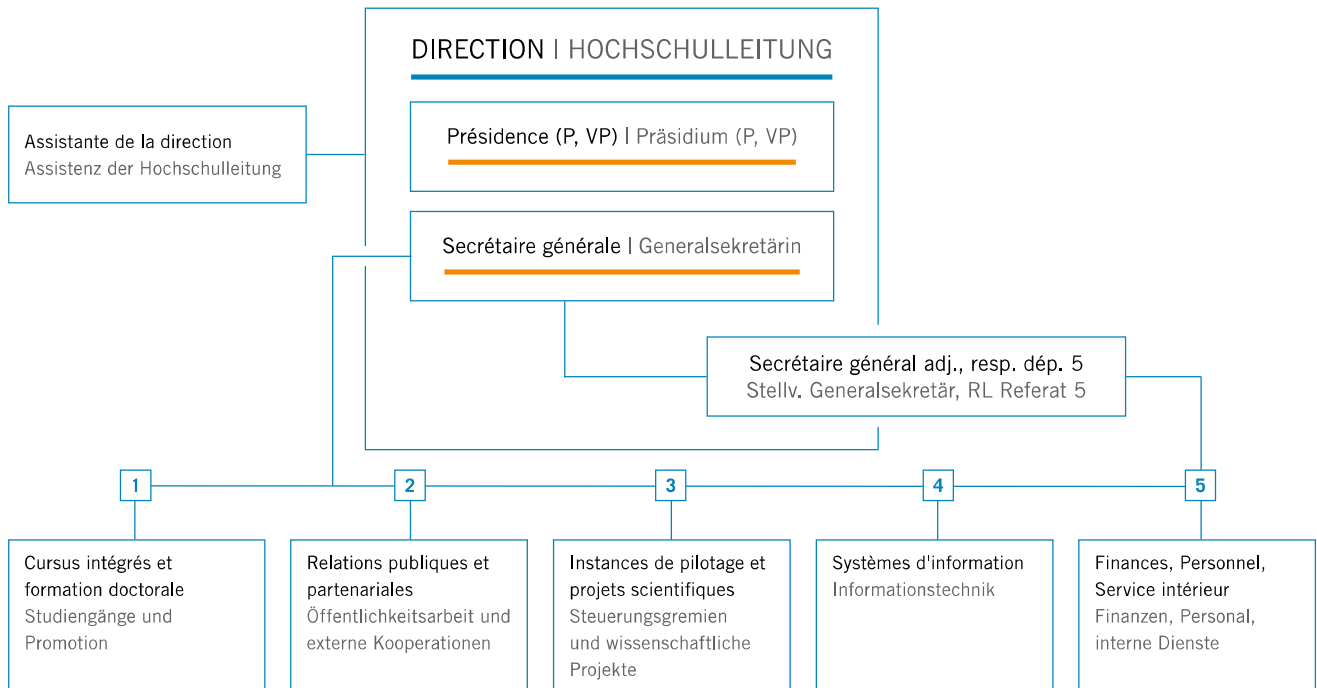 DIRECTION | HOCHSCHULLEITUNG
Assistante de la direction
Assistenz der Hochschulleitung
Présidence (P, VP) | Präsidium (P, VP)
Secrétaire générale | Generalsekretärin
Secrétaire général adj., resp. dép. 5
Stellv. Generalsekretär, RL Referat 5
1
Cursus intégrés et
formation doctorale
Studiengänge und
Promotion
2
Relations publiques et
partenariales
Öffentlichkeitsarbeit und
externe Kooperationen
3
Instances de pilotage et
projets scientifiques
Steuerungsgremien
und wissenschaftliche
Projekte
4
Systèmes d'information
Informationstechnik
5
Finances, Personnel,
Service intérieur
Finanzen, Personal,
interne Dienste